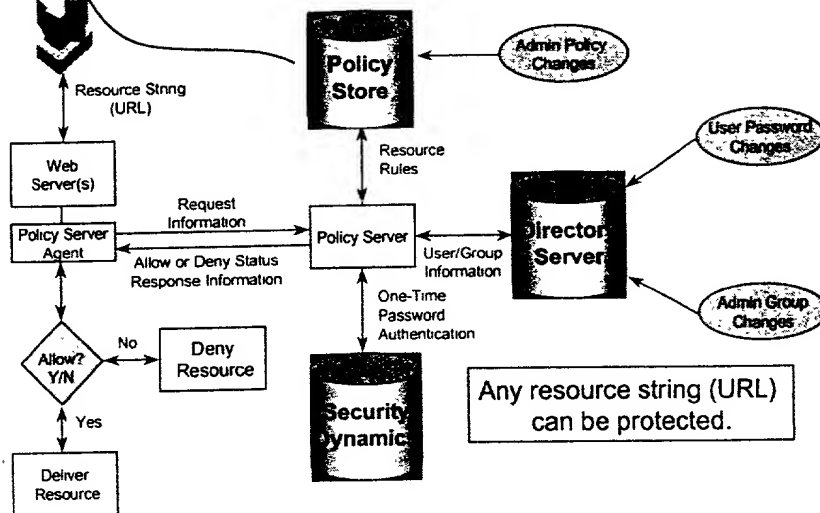 Policy
Store
Admin Policy
Changes
Resource String
(URL)
User Password
Changes
Web
Server(s)
Resource
Rules
Request
Information
Policy Server
Agent
Policy Server
Director
Server
User/Group
Information
Allow or Deny Status
Response Information
One-Time
Password
Authentication
Admin Group
Changes
Allow?
Y/N
No
Deny
Resource
Security
Dynamic
Any resource string (URL)
can be protected.
Yes
Deliver
Resource